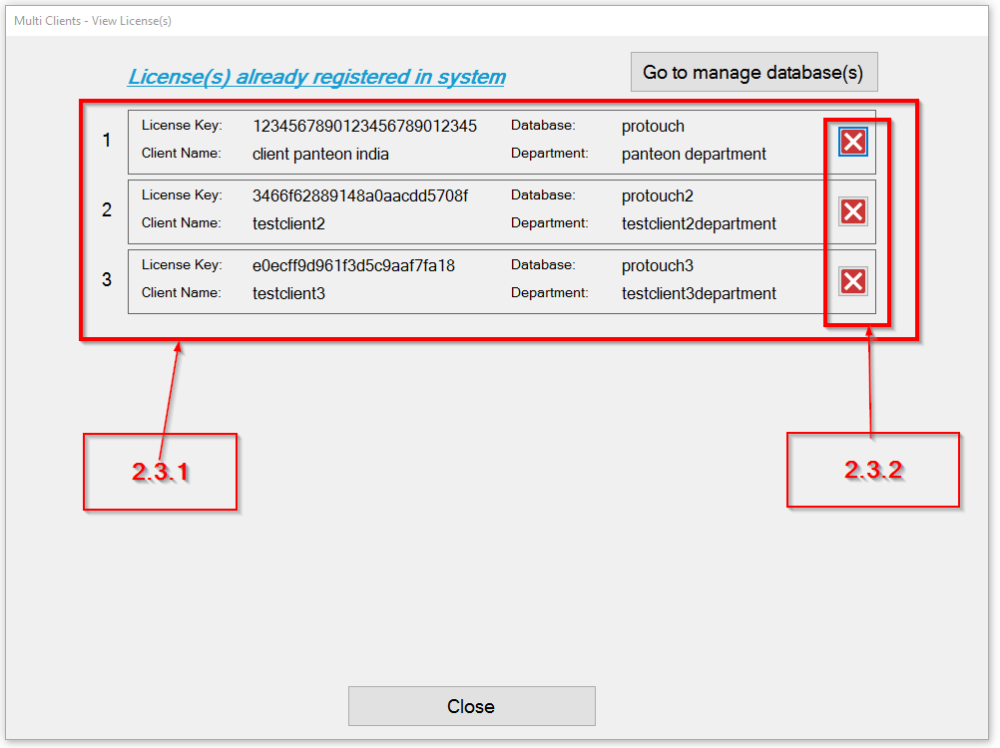 Multi Clients - View License(s)
License(s) already registered in system
Go to manage database(s)
1
License Key: 1234567890123456789012345 Database: protouch
Client Name: client panteon india Department: panteon department
2
License Key: 3466f62889148a0aacdd5708f Database: protouch2
Client Name: testclient2 Department: testclient2department
3
License Key: e0ecff9d961f3d5c9aaf7fa18 Database: protouch3
Client Name: testclient3 Department: testclient3department
2.3.1
2.3.2
Close